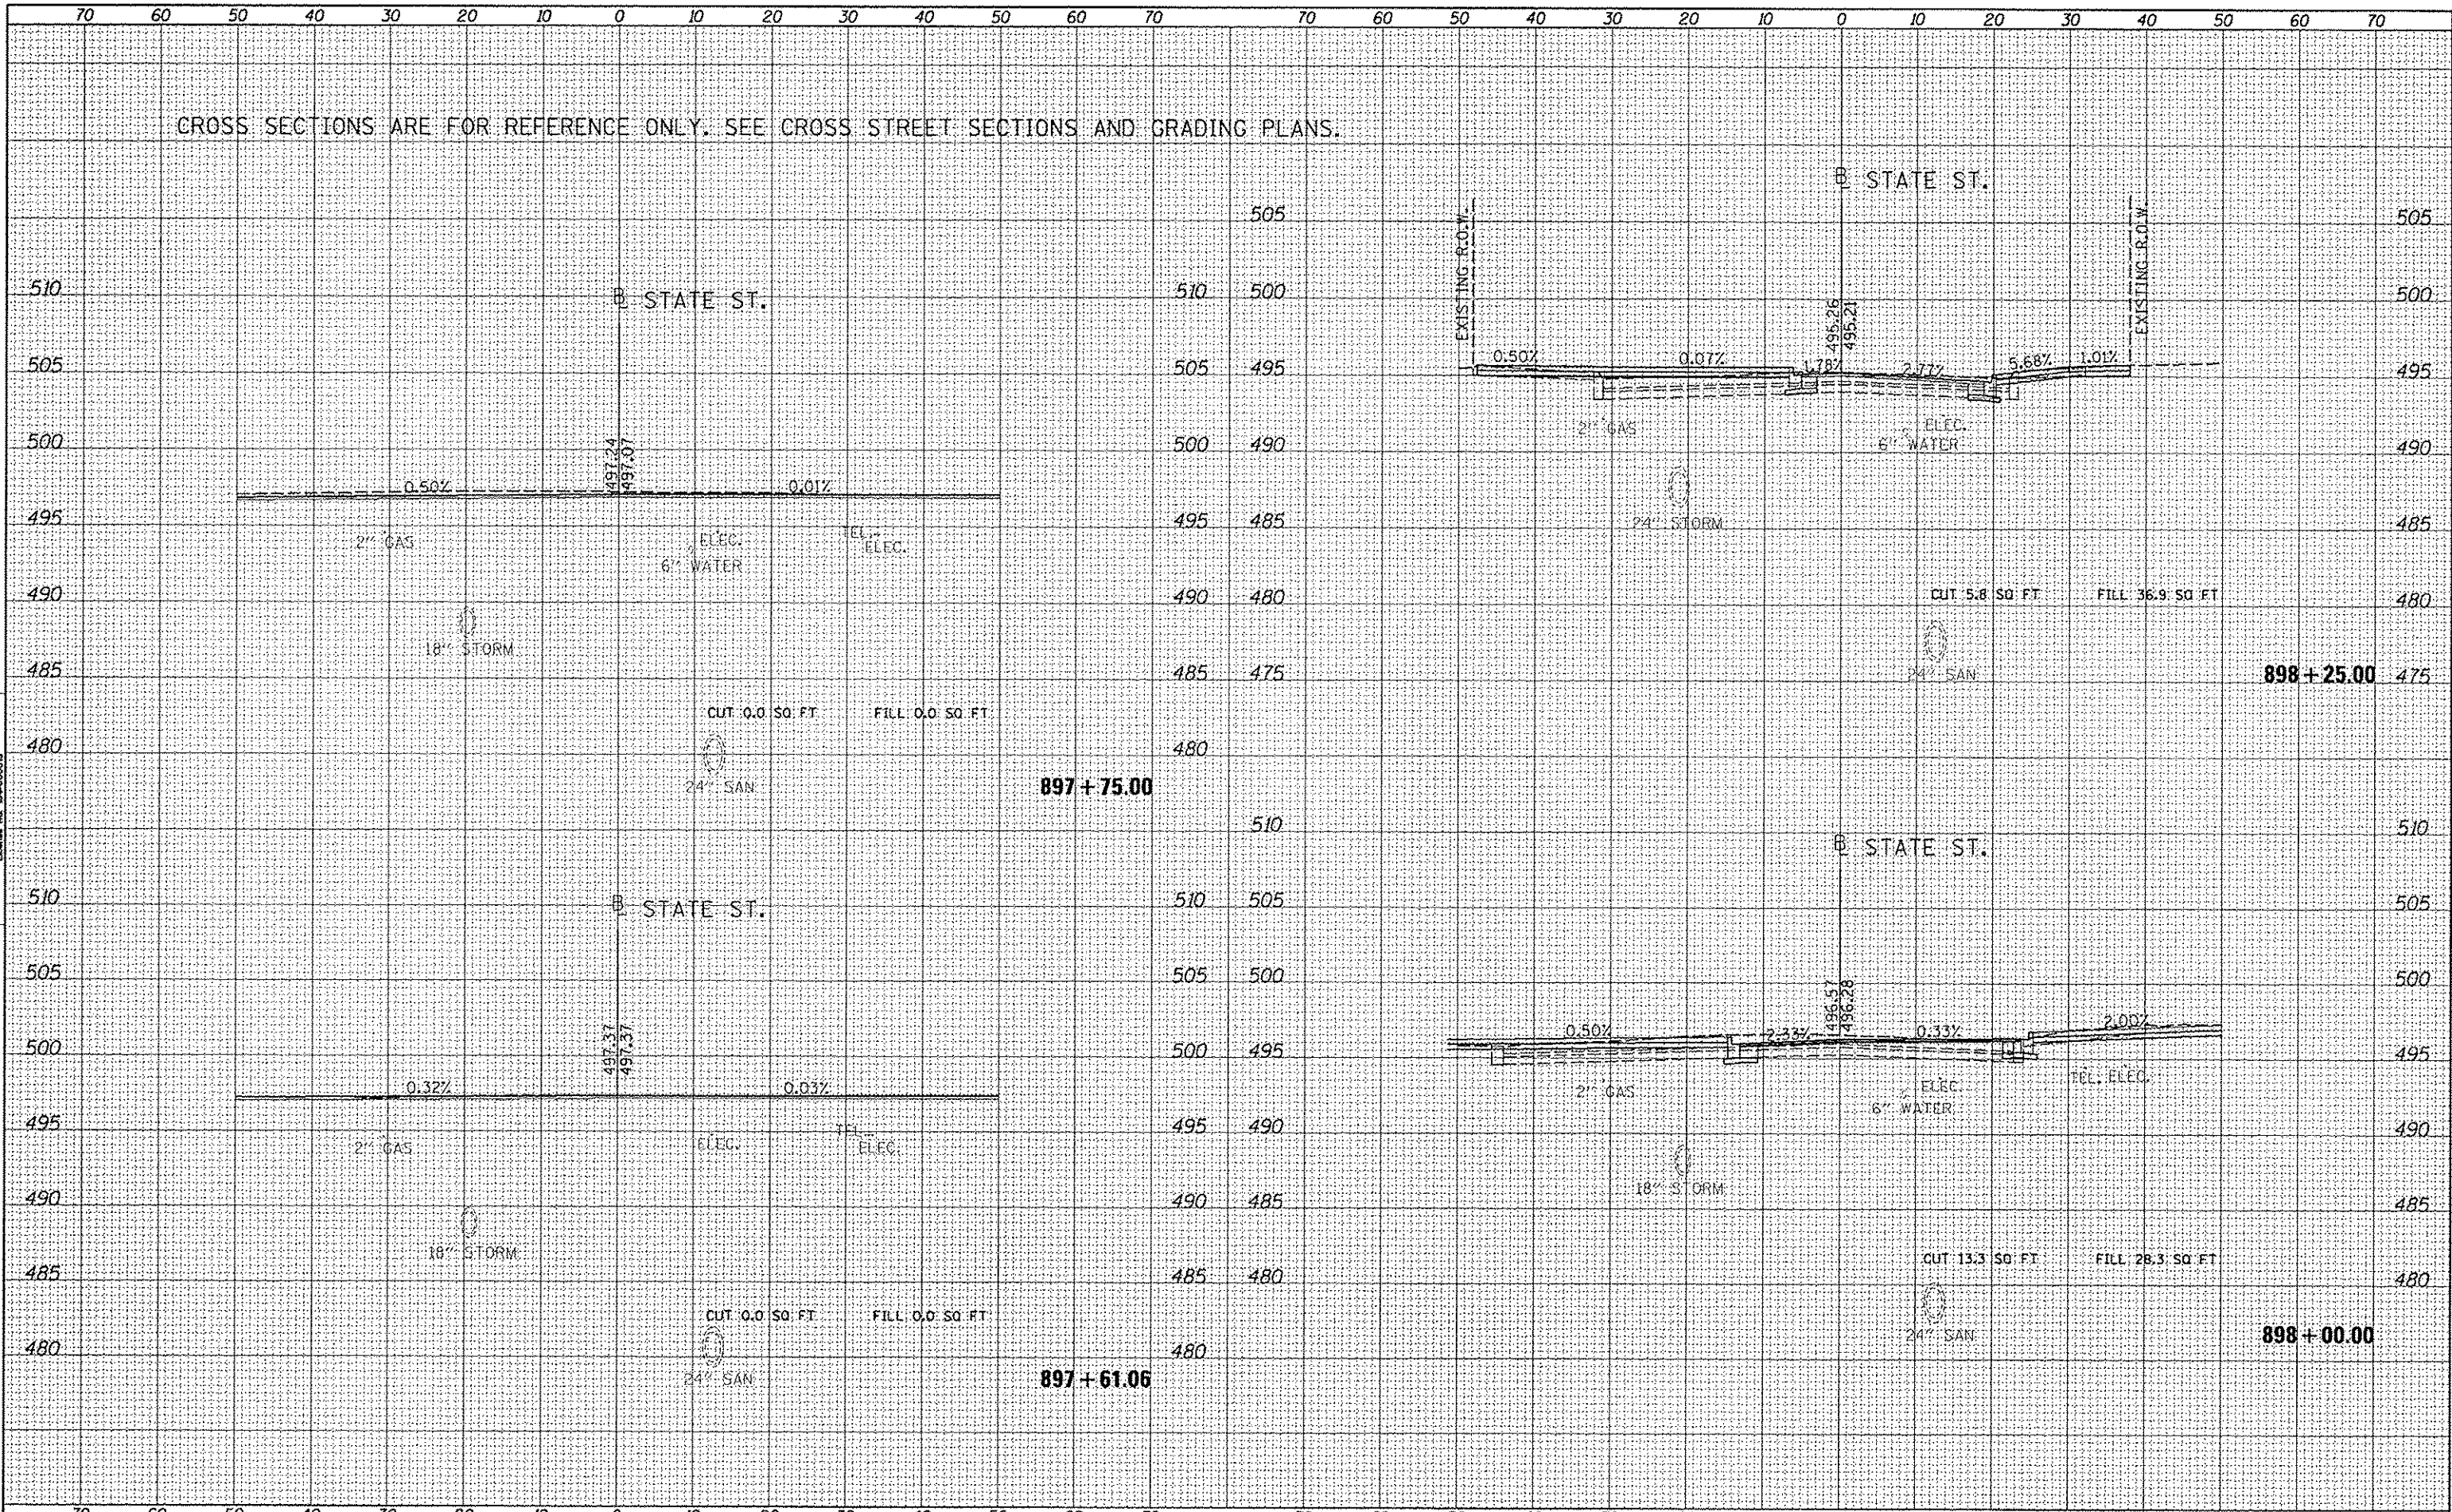 70 60 50 40 30 20 10 0 10 20 30 40 50 60 70 70 60 50 40 30 20 10 0 10 20 30 40 50 60 70
CROSS SECTIONS ARE FOR REFERENCE ONLY. SEE CROSS STREET SECTIONS AND GRADING PLANS.
510 510
505 505
500 500
495 495
490 490
485 485
480 480
BL STATE ST.
497.24
497.07
0.50%
0.01%
2" GAS
ELEC.
6" WATER
TEL.
ELEC.
18" STORM
CUT 0.0 SQ FT FILL 0.0 SQ FT
24" SAN
897+75.00
510 510
505 505
500 500
495 495
490 490
485 485
480 480
BL STATE ST.
497.37
497.37
0.32%
0.03%
2" GAS
ELEC.
TEL.
ELEC.
18" STORM
CUT 0.0 SQ FT FILL 0.0 SQ FT
24" SAN
897+61.06
505 505
500 500
495 495
490 490
485 485
480 480
475 475
BL STATE ST.
EXISTING R.O.W.
EXISTING R.O.W.
495.26
495.21
0.50%
0.07%
1.78%
2.77%
5.68%
1.01%
2" GAS
ELEC.
6" WATER
24" STORM
CUT 5.8 SQ FT FILL 36.9 SQ FT
24" SAN
898+25.00
510 510
505 505
500 500
495 495
490 490
485 485
480 480
BL STATE ST.
496.57
496.28
0.50%
2.33%
0.33%
2.00%
2" GAS
ELEC.
6" WATER
TEL. ELEC.
18" STORM
CUT 13.3 SQ FT FILL 28.3 SQ FT
24" SAN
898+00.00